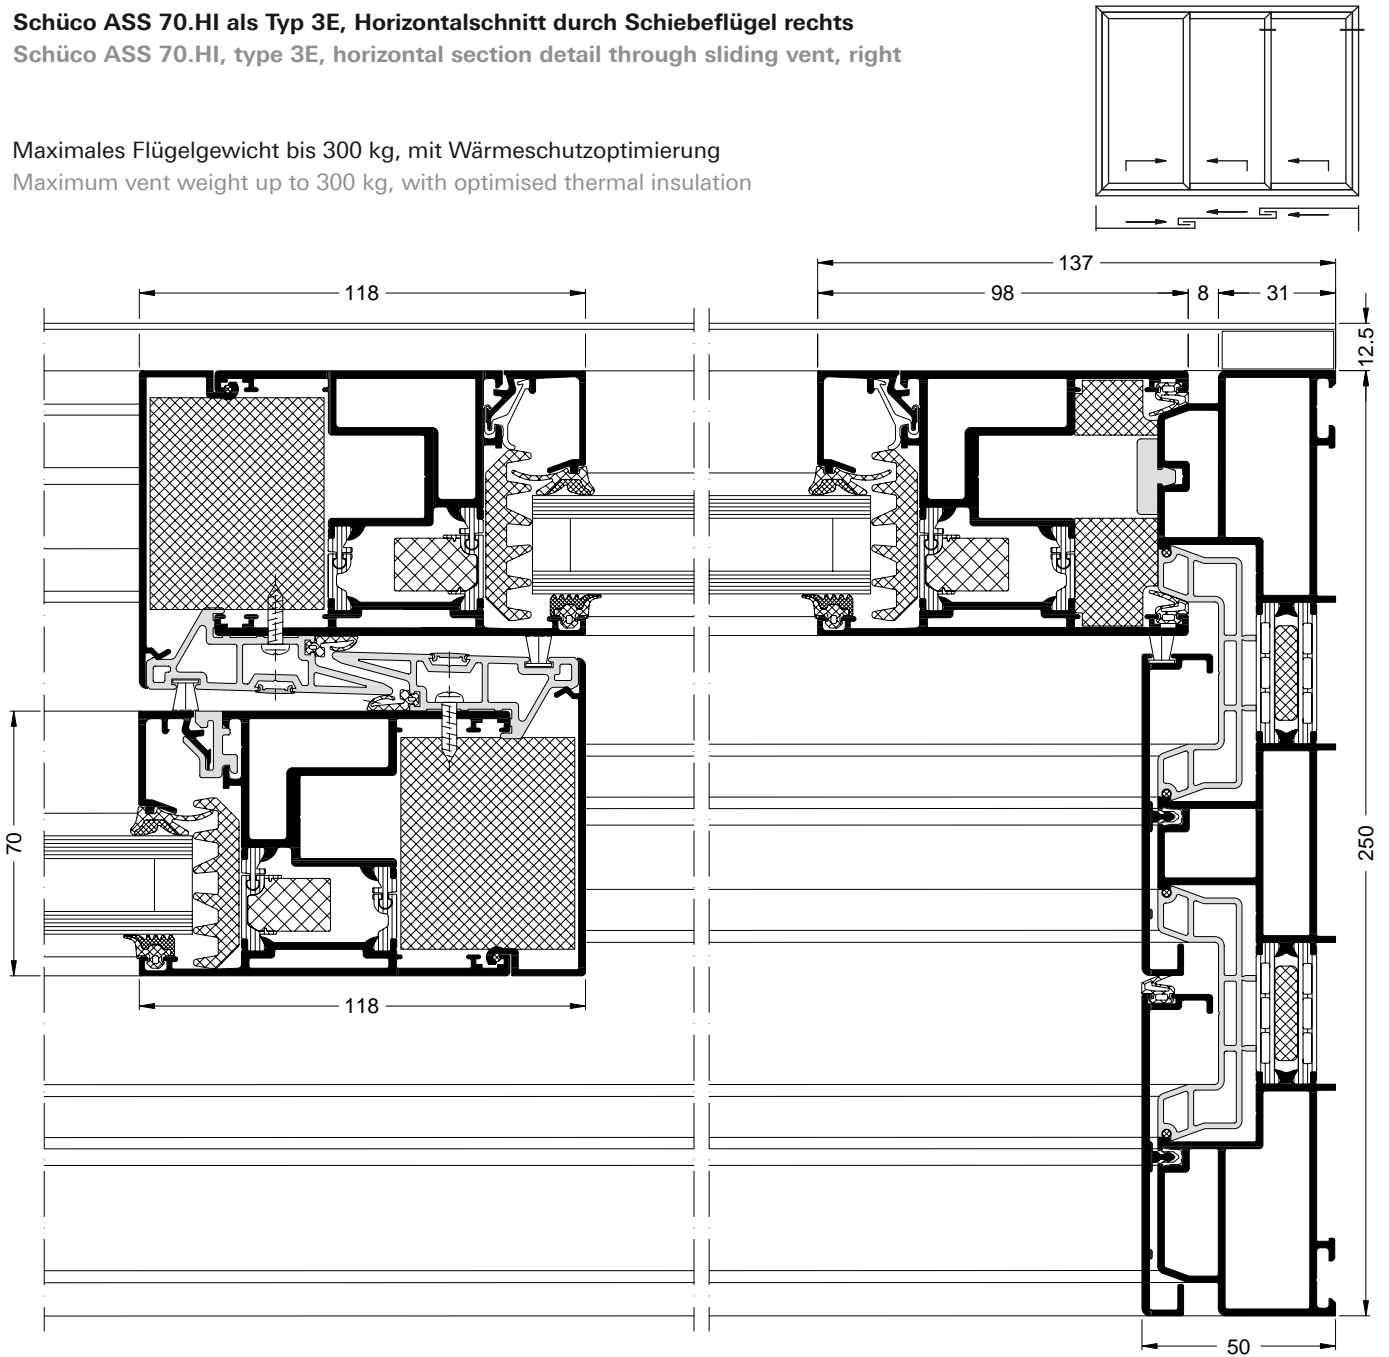 Schüco ASS 70.HI als Typ 3E, Horizontalschnitt durch Schiebeflügel rechts
Schüco ASS 70.HI, type 3E, horizontal section detail through sliding vent, right
Maximales Flügelgewicht bis 300 kg, mit Wärmeschutzoptimierung
Maximum vent weight up to 300 kg, with optimised thermal insulation
137
118
98
8
31
12.5
70
250
118
50